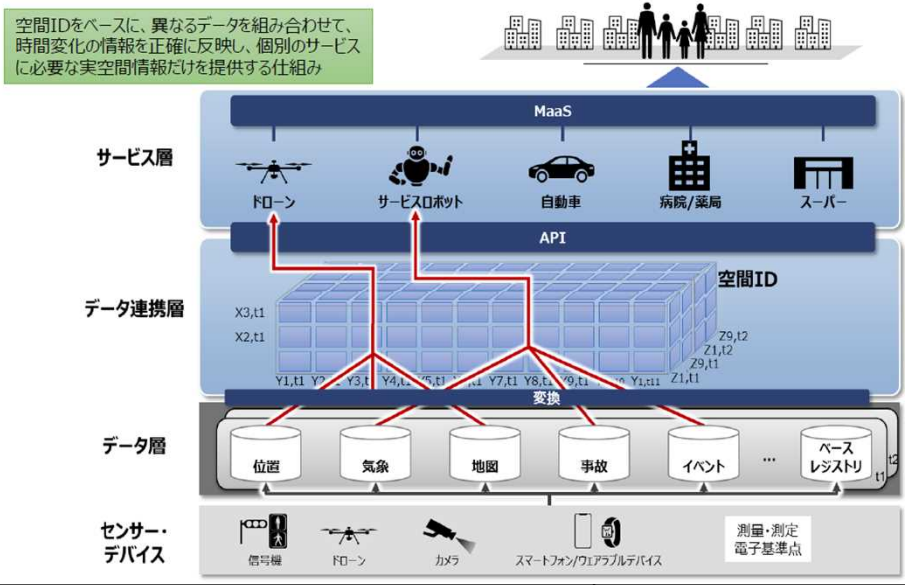 空間IDをベースに、異なるデータを組み合わせて、
時間変化の情報を正確に反映し、個別のサービス
に必要な実空間情報だけを提供する仕組み
MaaS
サービス層
ドローン
サービスロボット
自動車
病院/薬局
スーパー
API
空間ID
データ連携層
X3,t1
X2,t1
Z9,t2
Z1,t2
Z9,t1
Z1,t1
Y1,t1
Y3,t1
Y4,t1
Y7,t1
Y8,t1
Y9,t1
Y1,t11
変換
データ層
位置
気象
地図
事故
イベント
…
ベース
レジストリ
t1
t2
センサー・
デバイス
信号機
ドローン
カメラ
スマートフォン/ウェアラブルデバイス
測量・測定
電子基準点